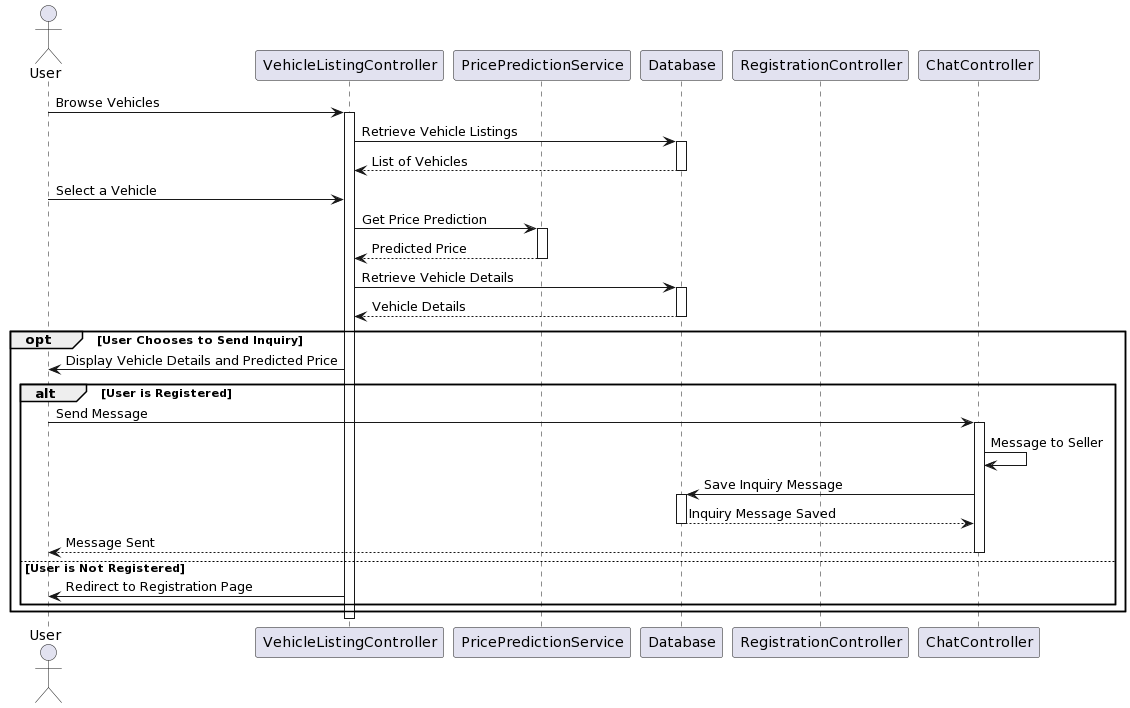 User
VehicleListingController
PricePredictionService
Database
RegistrationController
ChatController
Browse Vehicles
Retrieve Vehicle Listings
List of Vehicles
Select a Vehicle
Get Price Prediction
Predicted Price
Retrieve Vehicle Details
Vehicle Details
opt [User Chooses to Send Inquiry]
Display Vehicle Details and Predicted Price
alt [User is Registered]
Send Message
Message to Seller
Save Inquiry Message
Inquiry Message Saved
Message Sent
[User is Not Registered]
Redirect to Registration Page
User
VehicleListingController
PricePredictionService
Database
RegistrationController
ChatController